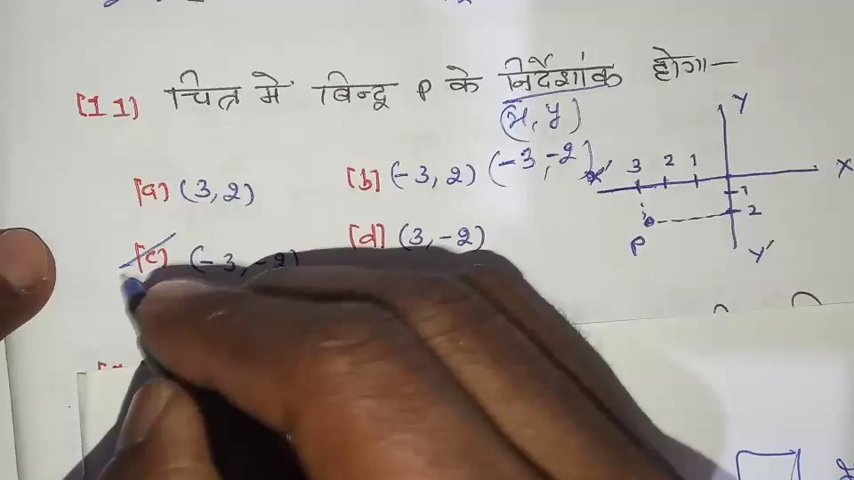 [11) चित्र में बिन्दू P के निर्देशांक होगा—
(x, y)
[a) (3, 2)
[b) (-3, 2) (-3, -2)
[c) (-3, -2)
[d] (3, -2)
Y
X' 3 2 1 X
1
2
P
Y'